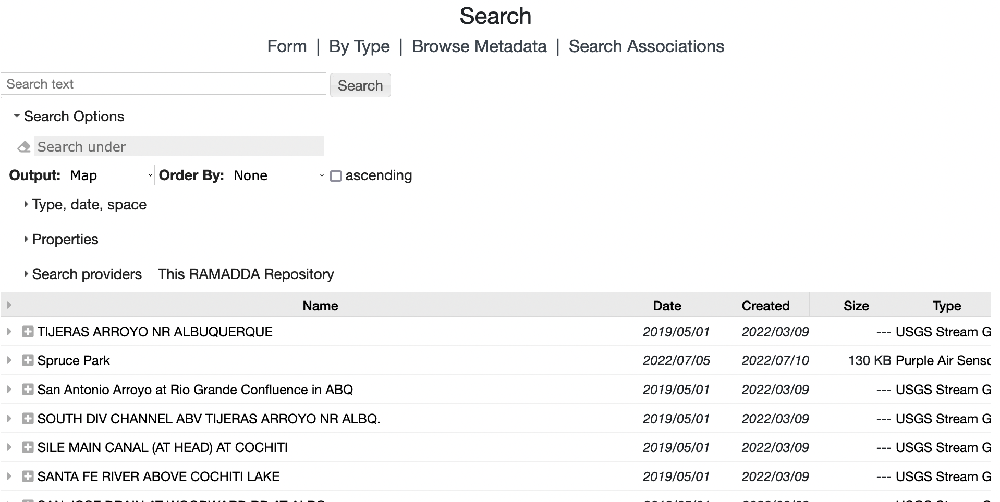 Search
Form | By Type | Browse Metadata | Search Associations
Search text Search
Search Options
Search under
Output: Map Order By: None ascending
Type, date, space
Properties
Search providers This RAMADDA Repository
Name Date Created Size Type
TIJERAS ARROYO NR ALBUQUERQUE 2019/05/01 2022/03/09 --- USGS Stream G
Spruce Park 2022/07/05 2022/07/10 130 KB Purple Air Senso
San Antonio Arroyo at Rio Grande Confluence in ABQ 2019/05/01 2022/03/09 --- USGS Stream G
SOUTH DIV CHANNEL ABV TIJERAS ARROYO NR ALBQ. 2019/05/01 2022/03/09 --- USGS Stream G
SILE MAIN CANAL (AT HEAD) AT COCHITI 2019/05/01 2022/03/09 --- USGS Stream G
SANTA FE RIVER ABOVE COCHITI LAKE 2019/05/01 2022/03/09 --- USGS Stream G